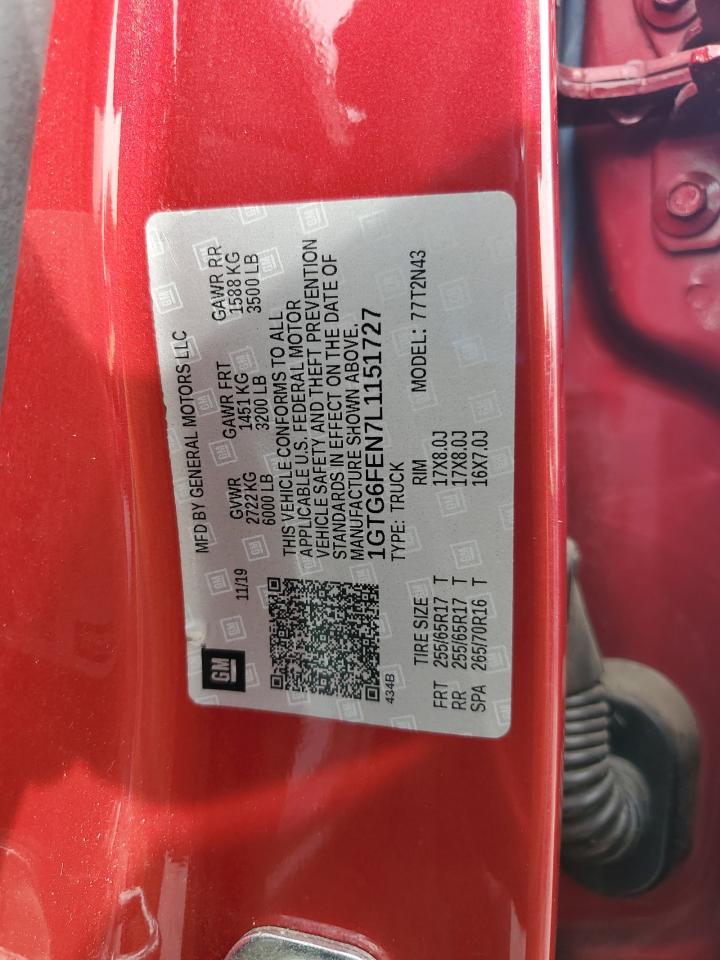 GM
MFD BY GENERAL MOTORS LLC
11/19 GVWR GAWR FRT GAWR RR
2722 KG 1451 KG 1588 KG
6000 LB 3200 LB 3500 LB
THIS VEHICLE CONFORMS TO ALL
APPLICABLE U.S. FEDERAL MOTOR
VEHICLE SAFETY AND THEFT PREVENTION
STANDARDS IN EFFECT ON THE DATE OF
MANUFACTURE SHOWN ABOVE.
1GTG6FEN7L1151727
434B
TYPE: TRUCK MODEL: 77T2N43
TIRE SIZE RIM
FRT 255/65R17 T 17X8.0J
RR 255/65R17 T 17X8.0J
SPA 265/70R16 T 16X7.0J